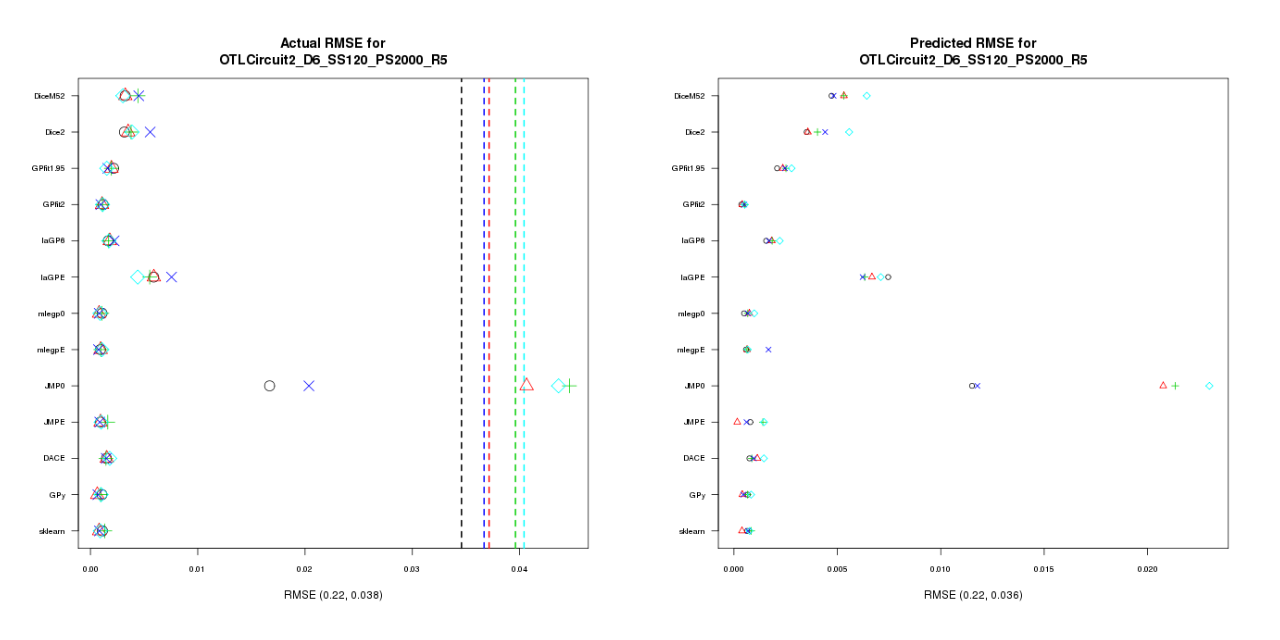 Actual RMSE for
OTLCircuit2_D6_SS120_PS2000_R5
DiceM52
Dice2
GPfit1.95
GPfit2
laGP6
laGPE
mlegp0
mlegpE
JMP0
JMPE
DACE
GPy
sklearn
0.00 0.01 0.02 0.03 0.04
RMSE (0.22, 0.038)
Predicted RMSE for
OTLCircuit2_D6_SS120_PS2000_R5
DiceM52
Dice2
GPfit1.95
GPfit2
laGP6
laGPE
mlegp0
mlegpE
JMP0
JMPE
DACE
GPy
sklearn
0.000 0.005 0.010 0.015 0.020
RMSE (0.22, 0.036)